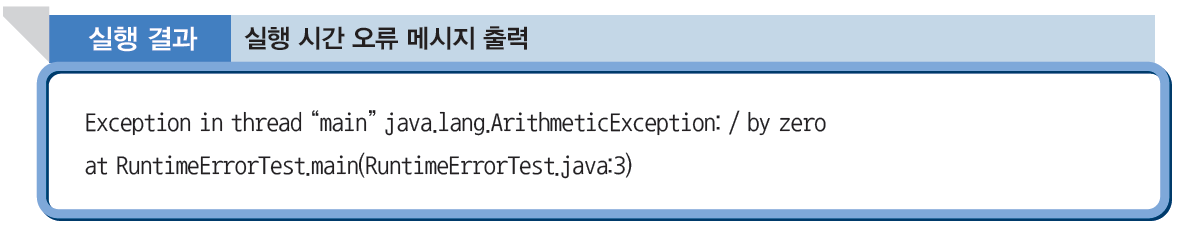 실행 결과 실행 시간 오류 메시지 출력
Exception in thread “main” java.lang.ArithmeticException: / by zero
at RuntimeErrorTest.main(RuntimeErrorTest.java:3)